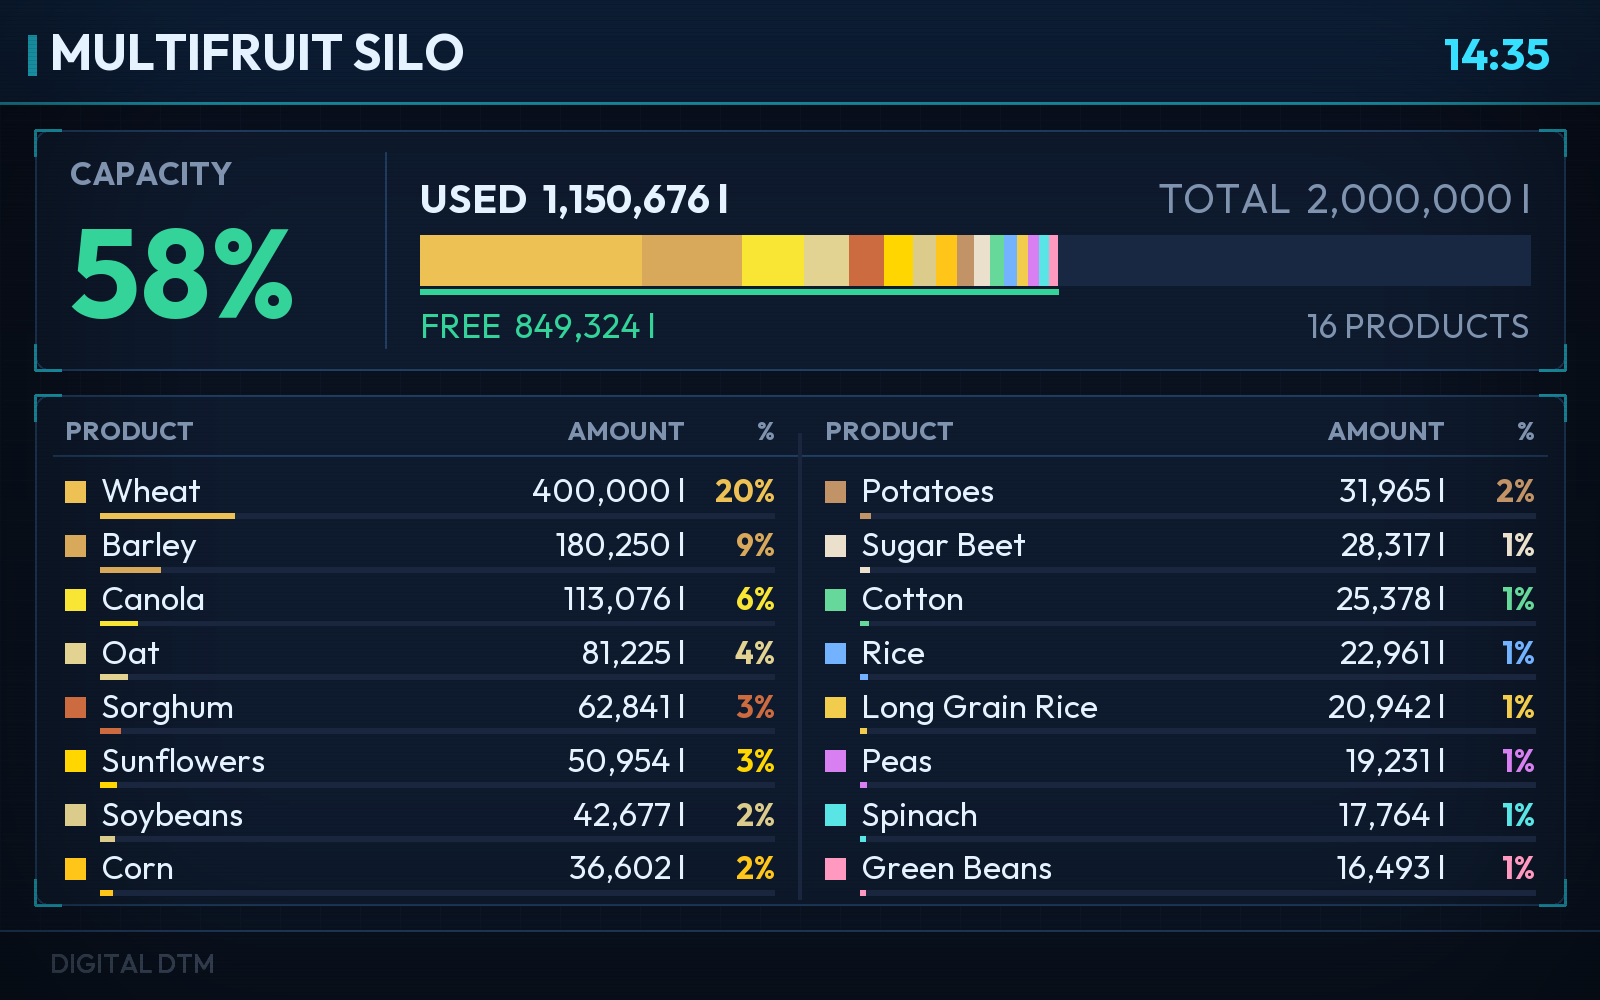 MULTIFRUIT SILO
14:35
CAPACITY
58%
USED 1,150,676 l
TOTAL 2,000,000 l
FREE 849,324 l
16 PRODUCTS
PRODUCT AMOUNT %
Wheat 400,000 l 20%
Barley 180,250 l 9%
Canola 113,076 l 6%
Oat 81,225 l 4%
Sorghum 62,841 l 3%
Sunflowers 50,954 l 3%
Soybeans 42,677 l 2%
Corn 36,602 l 2%
PRODUCT AMOUNT %
Potatoes 31,965 l 2%
Sugar Beet 28,317 l 1%
Cotton 25,378 l 1%
Rice 22,961 l 1%
Long Grain Rice 20,942 l 1%
Peas 19,231 l 1%
Spinach 17,764 l 1%
Green Beans 16,493 l 1%
DIGITAL DTM